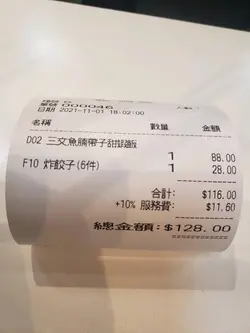 000046
日期 2021-11-01 18:02:00
名稱 數量 金額
D02 三文魚腩帶子甜蝦飯 1 88.00
F10 炸餃子(6件) 1 28.00
合計: $116.00
+10% 服務費: $11.60
總金額: $128.00